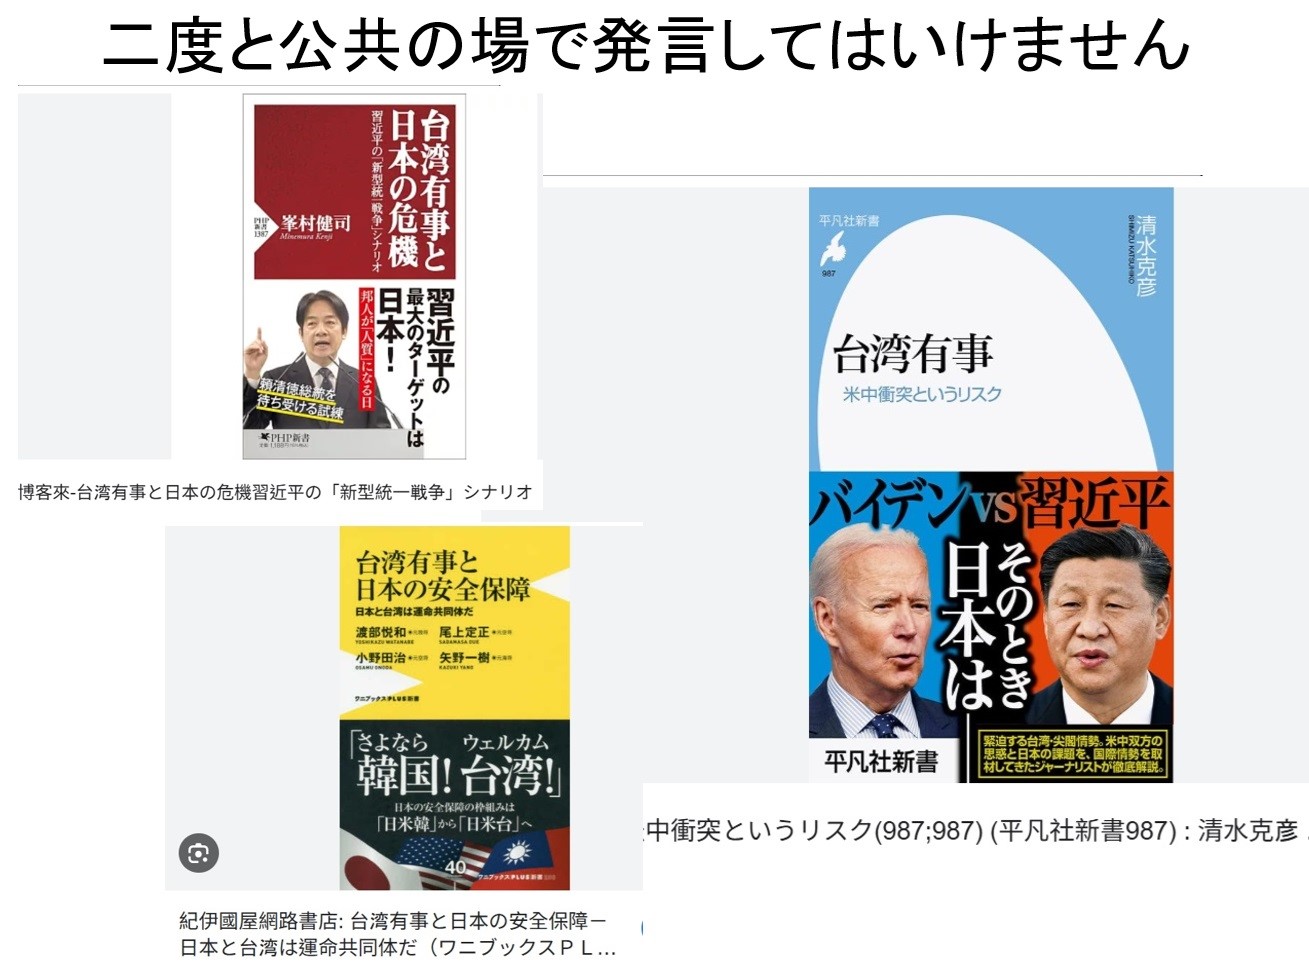 二度と公共の場で発言してはいけません
台湾有事と
日本の危機
習近平の「新型統一戦争」シナリオ
PHP
新書
1387
峯村健司
Minemura Kenji
習近平の
最大のターゲットは
日本!
邦人が「人質」になる日
頼清徳総統を
待ち受ける試練
PHP新書
博客來-台湾有事と日本の危機習近平の「新型統一戦争」シナリオ
平凡社新書
987
清水克彦
SHIMIZU KATSUHIKO
台湾有事
米中衝突というリスク
バイデンvs習近平
そのとき
日本は
平凡社新書
緊迫する台湾・尖閣情勢。米中双方の
思惑と日本の課題を、国際情勢を取
材してきたジャーナリストが徹底解説。
中衝突というリスク(987;987) (平凡社新書987) : 清水克彦
台湾有事と
日本の安全保障
日本と台湾は運命共同体だ
渡部悦和 尾上定正
YOSHIKAZU WATANABE SADAMASA OUE
小野田治 矢野一樹
OSAMU ONODA KAZUKI YANO
ワニブックスPLUS新書
「さよなら ウェルカム
韓国! 台湾!」
日本の安全保障の枠組みは
「日米韓」から「日米台」へ
40
ワニブックスPLUS新書
紀伊國屋網路書店: 台湾有事と日本の安全保障－
日本と台湾は運命共同体だ（ワニブックスＰＬ...